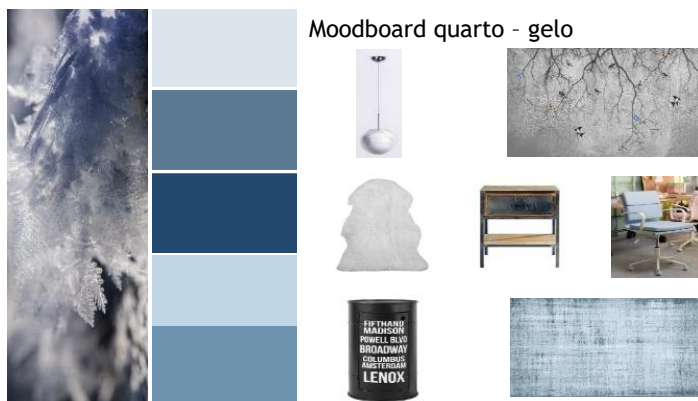 Moodboard quarto – gelo
FIFTHAND
MADISON
POWELL BLVD
BROADWAY
COLUMBUS
AMSTERDAM
LENOX